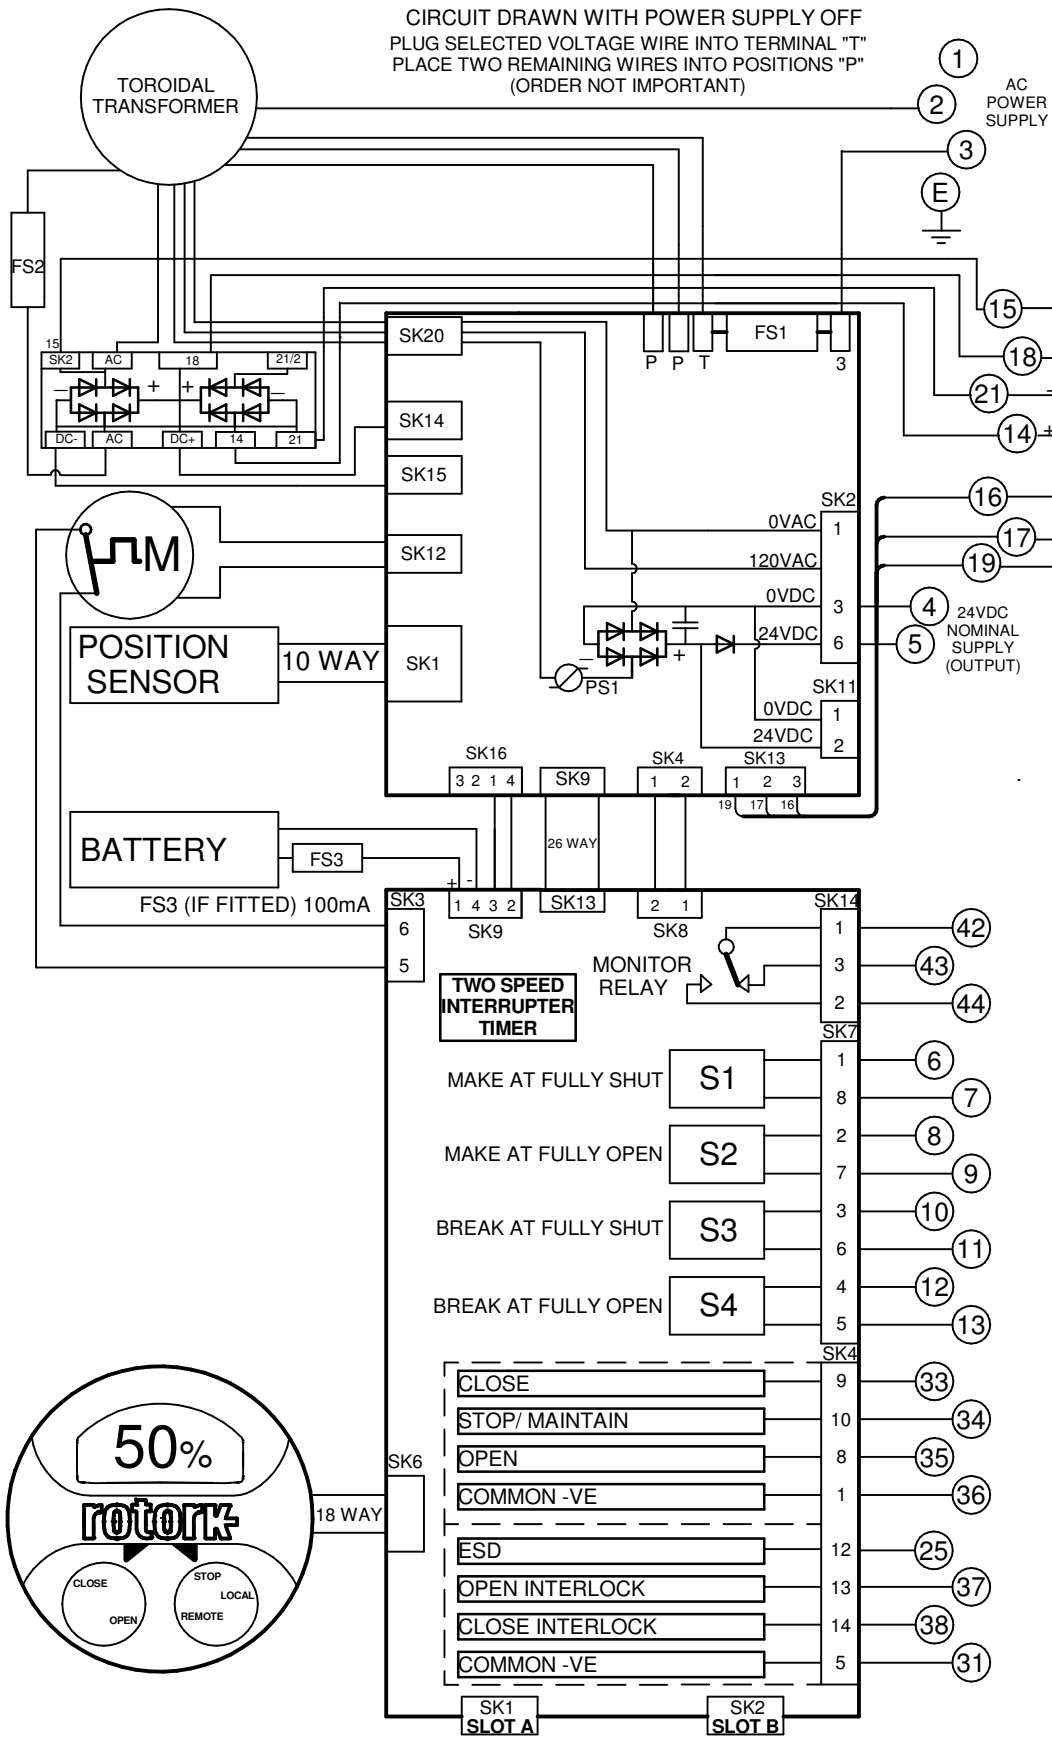 CIRCUIT DRAWN WITH POWER SUPPLY OFF
PLUG SELECTED VOLTAGE WIRE INTO TERMINAL "T"
PLACE TWO REMAINING WIRES INTO POSITIONS "P"
(ORDER NOT IMPORTANT)
TOROIDAL
TRANSFORMER
1
2
3
E
AC
POWER
SUPPLY
FS2
15
SK2
AC
18
21/2
–
+
+
–
DC-
AC
DC+
14
21
15
18
21
-
14
+
16
17
19
SK20
P
P
T
FS1
3
SK14
SK15
SK12
SK1
M
POSITION
SENSOR
10 WAY
SK2
0VAC
1
120VAC
0VDC
3
24VDC
6
–
+
PS1
4
5
24VDC
NOMINAL
SUPPLY
(OUTPUT)
SK11
0VDC
1
24VDC
2
SK16
3 2 1 4
SK9
SK4
1 2
SK13
1 2 3
19 17 16
26 WAY
BATTERY
FS3
FS3 (IF FITTED) 100mA
+ -
SK3
6
5
1 4 3 2
SK9
SK13
2 1
SK8
SK14
1
3
2
42
43
44
MONITOR
RELAY
TWO SPEED
INTERRUPTER
TIMER
SK7
MAKE AT FULLY SHUT
S1
1
8
6
7
MAKE AT FULLY OPEN
S2
2
7
8
9
BREAK AT FULLY SHUT
S3
3
6
10
11
BREAK AT FULLY OPEN
S4
4
5
12
13
SK4
CLOSE
9
33
STOP/ MAINTAIN
10
34
OPEN
8
35
COMMON -VE
1
36
ESD
12
25
OPEN INTERLOCK
13
37
CLOSE INTERLOCK
14
38
COMMON -VE
5
31
50%
rotork
CLOSE
OPEN
STOP
LOCAL
REMOTE
18 WAY
SK6
SK1
SLOT A
SK2
SLOT B